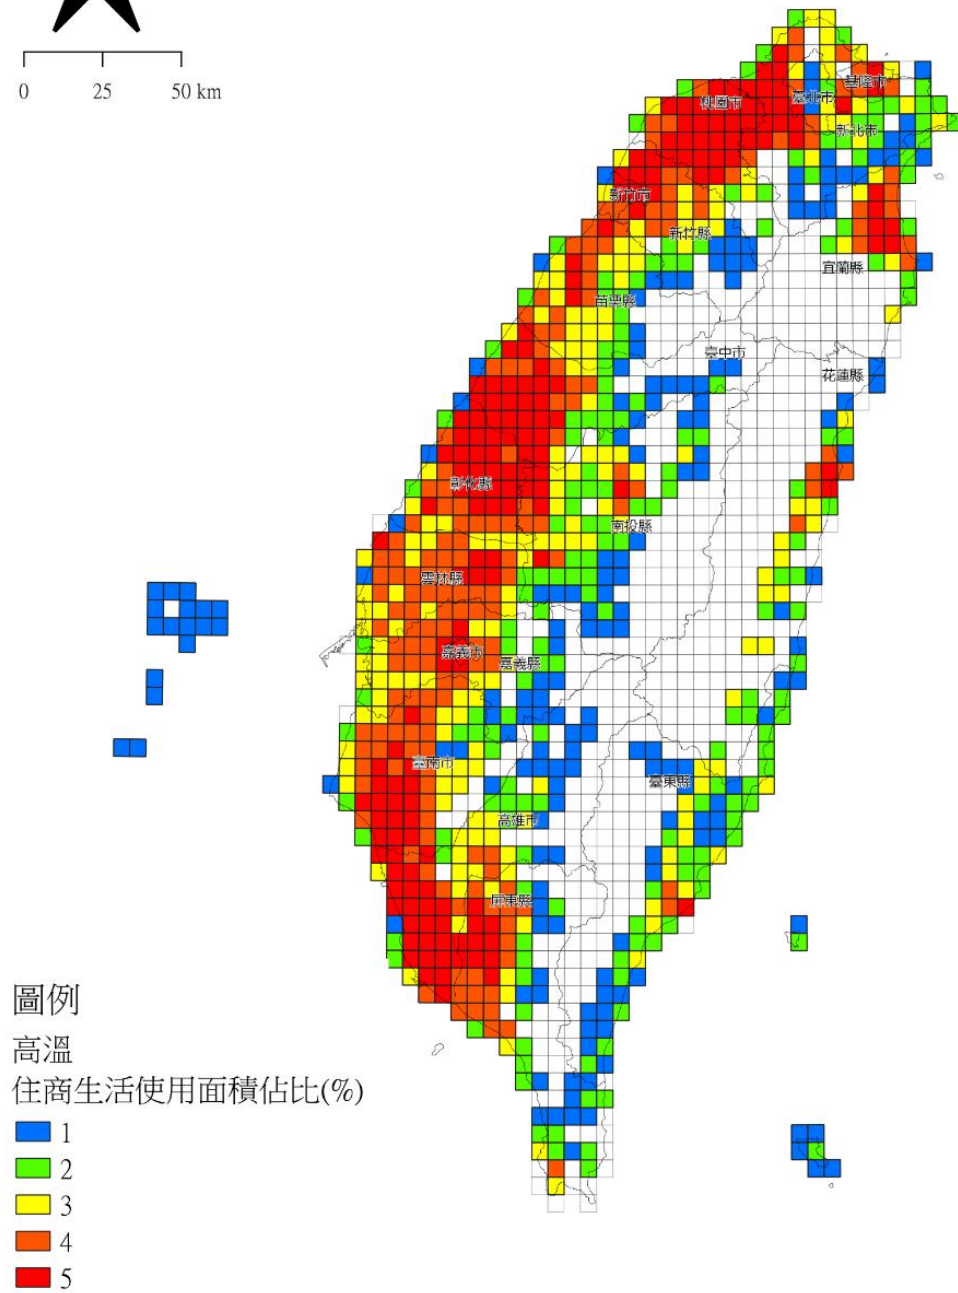 0 25 50 km
基隆市
臺北市
桃園市
新北市
新竹市
新竹縣
宜蘭縣
苗栗縣
臺中市
花蓮縣
彰化縣
南投縣
雲林縣
嘉義市
嘉義縣
臺南市
臺東縣
高雄市
屏東縣
圖例
高溫
住商生活使用面積佔比(%)
1
2
3
4
5